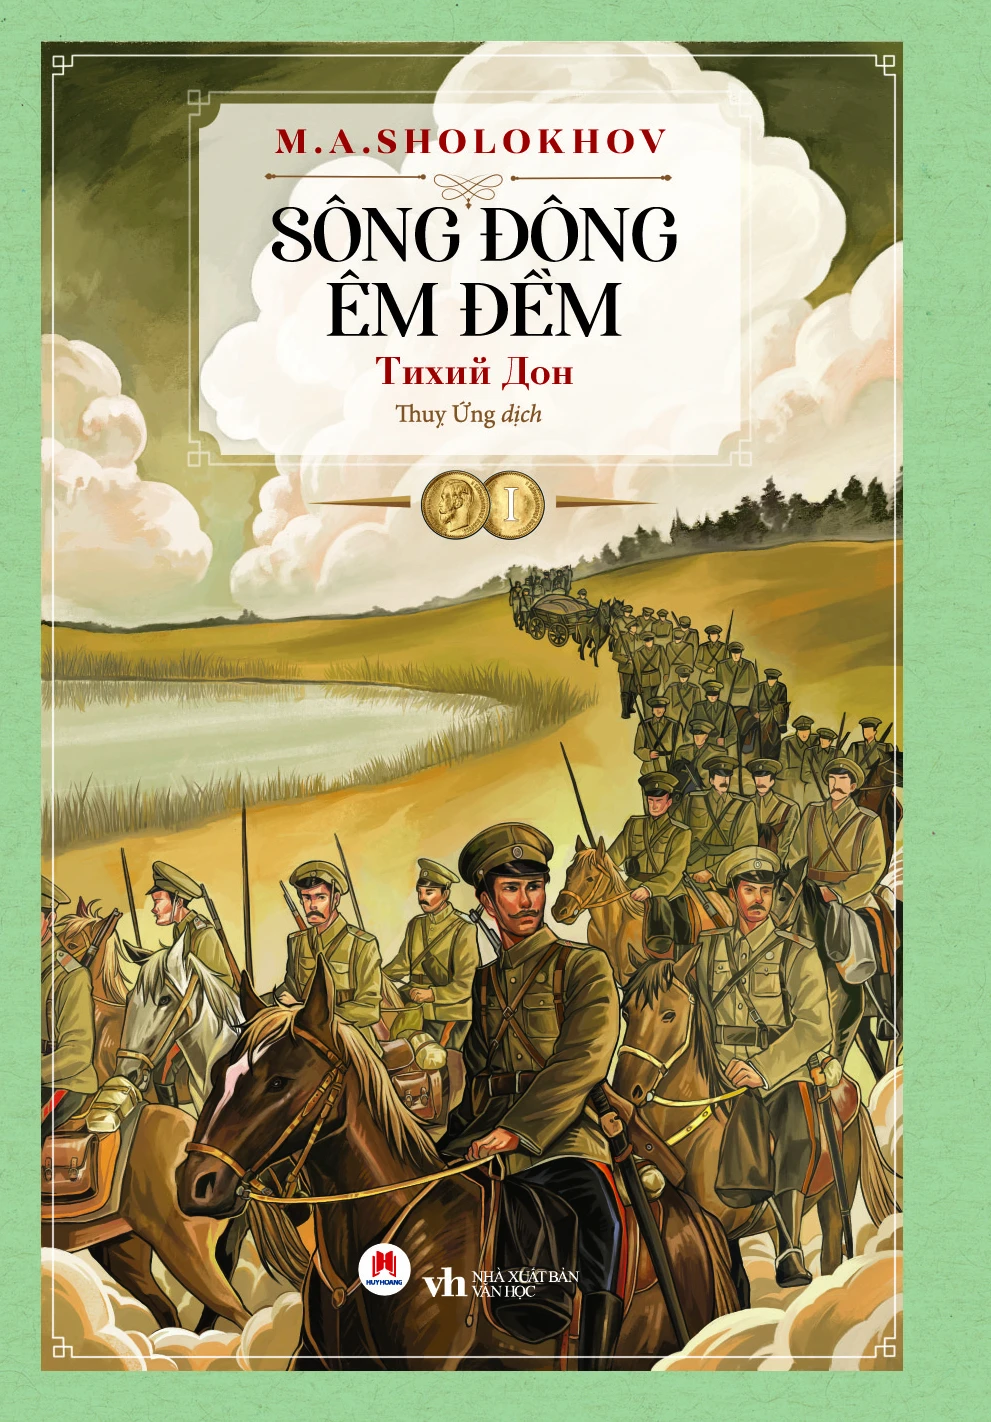 M.A.SHOLOKHOV
SÔNG ĐÔNG
ÊM ĐỀM
Тихий Дон
Thuỵ Ứng dịch
I
HUY HOANG
vh NHÀ XUẤT BẢN
VĂN HỌC